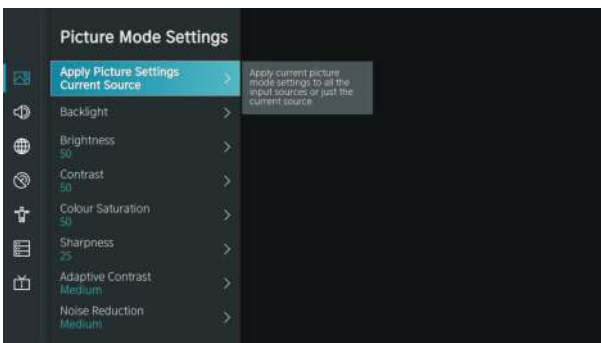 Picture Mode Settings
Apply Picture Settings
Current Source
Apply current picture
mode settings to all the
input sources or just the
current source.
Backlight
Brightness
50
Contrast
50
Colour Saturation
50
Sharpness
25
Adaptive Contrast
Medium
Noise Reduction
Medium